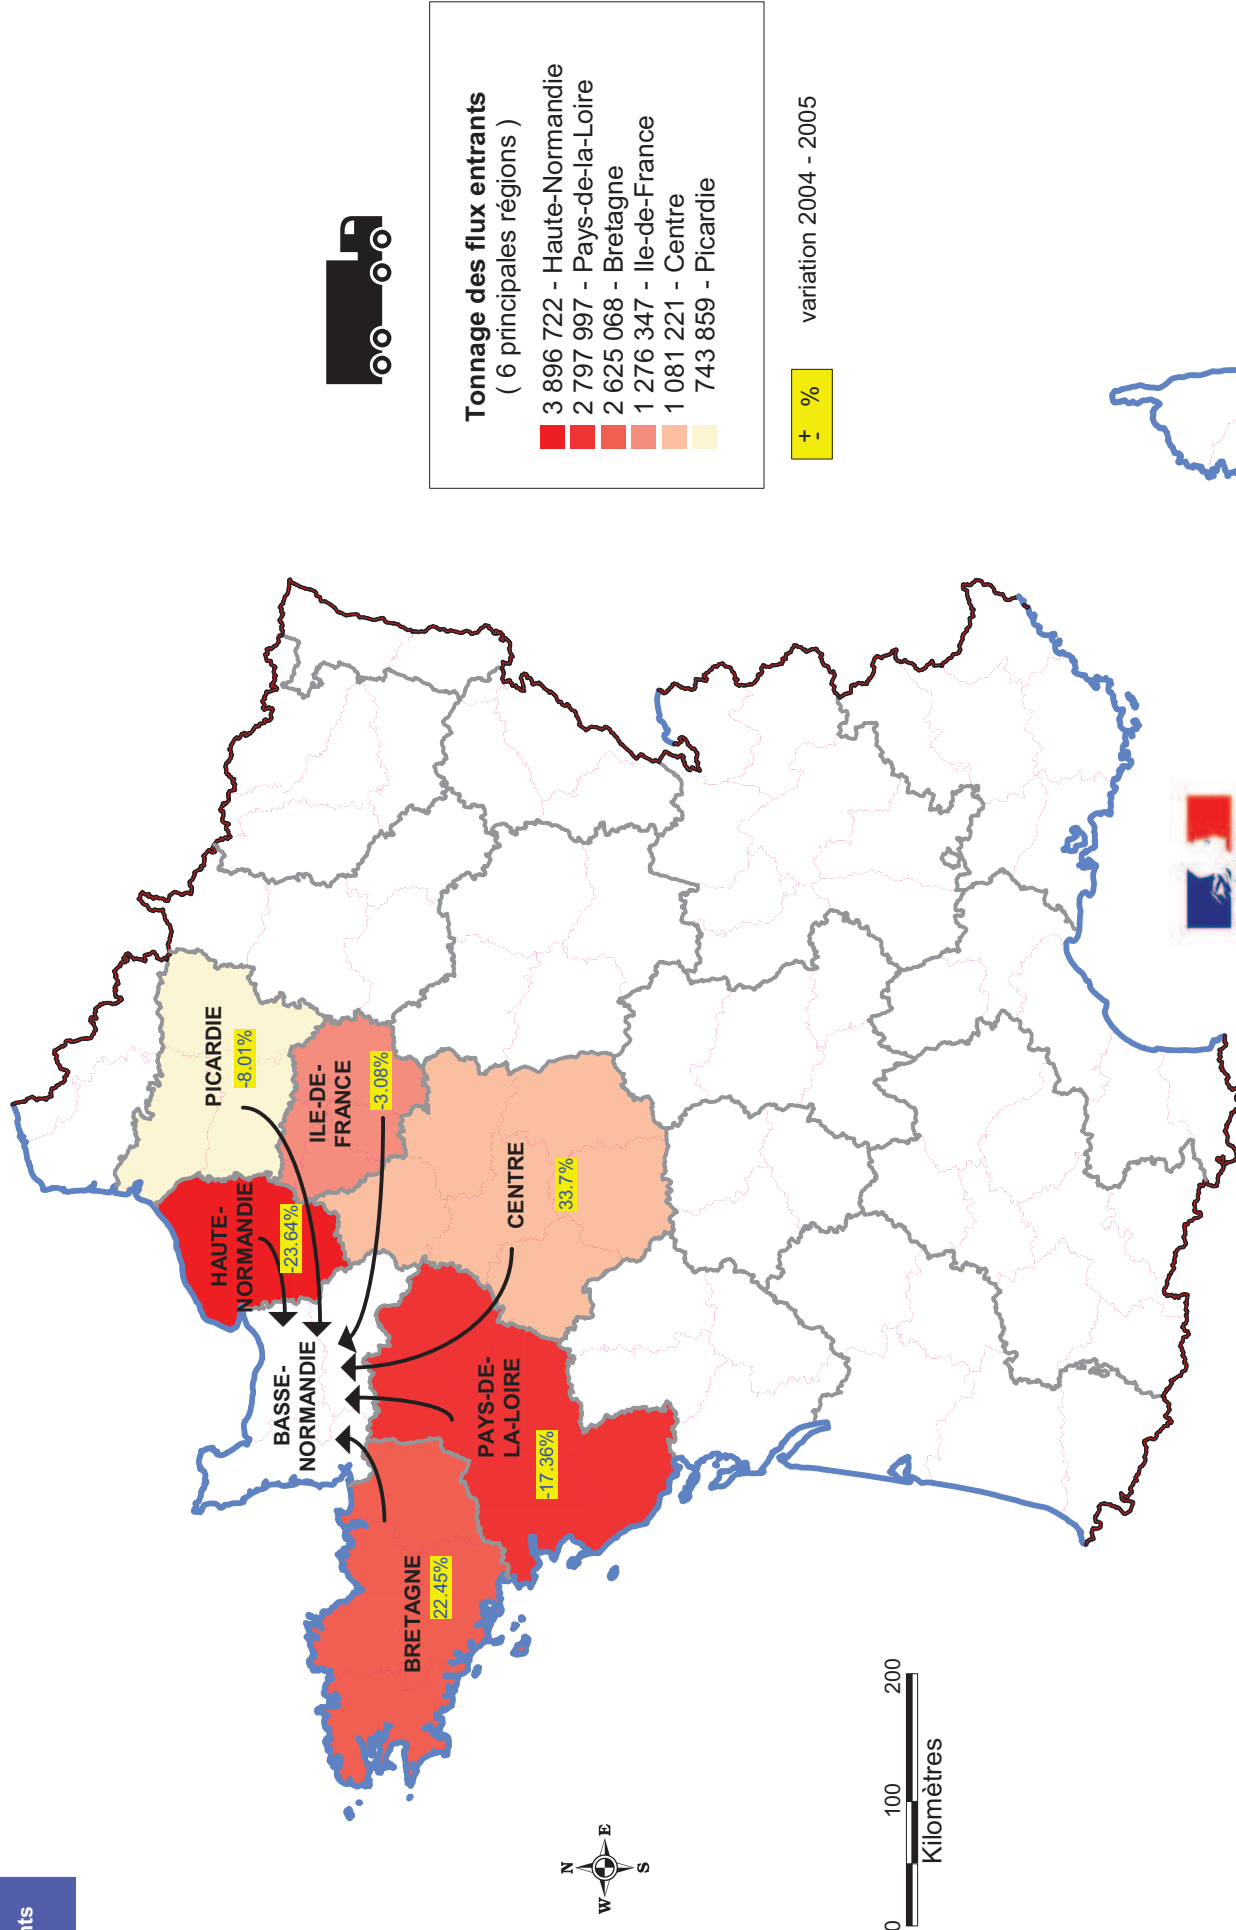 nts
Tonnage des flux entrants
( 6 principales régions )
3 896 722 - Haute-Normandie
2 797 997 - Pays-de-la-Loire
2 625 068 - Bretagne
1 276 347 - Ile-de-France
1 081 221 - Centre
743 859 - Picardie
+ - %
variation 2004 - 2005
PICARDIE
-8.01%
HAUTE-
NORMANDIE
-23.64%
ILE-DE-
FRANCE
-3.08%
BASSE-
NORMANDIE
CENTRE
33.7%
PAYS-DE-
LA-LOIRE
-17.36%
BRETAGNE
22.45%
N
W E
S
0 100 200
Kilomètres